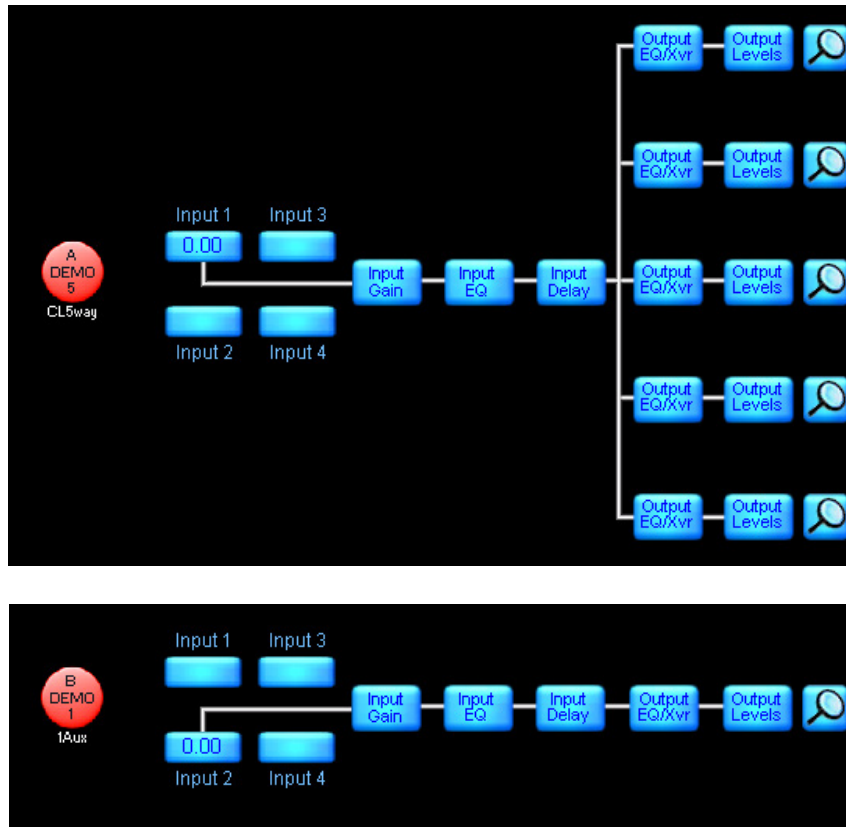 Output
EQ/Xvr
Output
Levels
Output
EQ/Xvr
Output
Levels
Input 1
Input 3
0.00
A
DEMO
5
CL5way
Input
Gain
Input
EQ
Input
Delay
Output
EQ/Xvr
Output
Levels
Input 2
Input 4
Output
EQ/Xvr
Output
Levels
Output
EQ/Xvr
Output
Levels
Input 1
Input 3
B
DEMO
1
1Aux
Input
Gain
Input
EQ
Input
Delay
Output
EQ/Xvr
Output
Levels
0.00
Input 2
Input 4